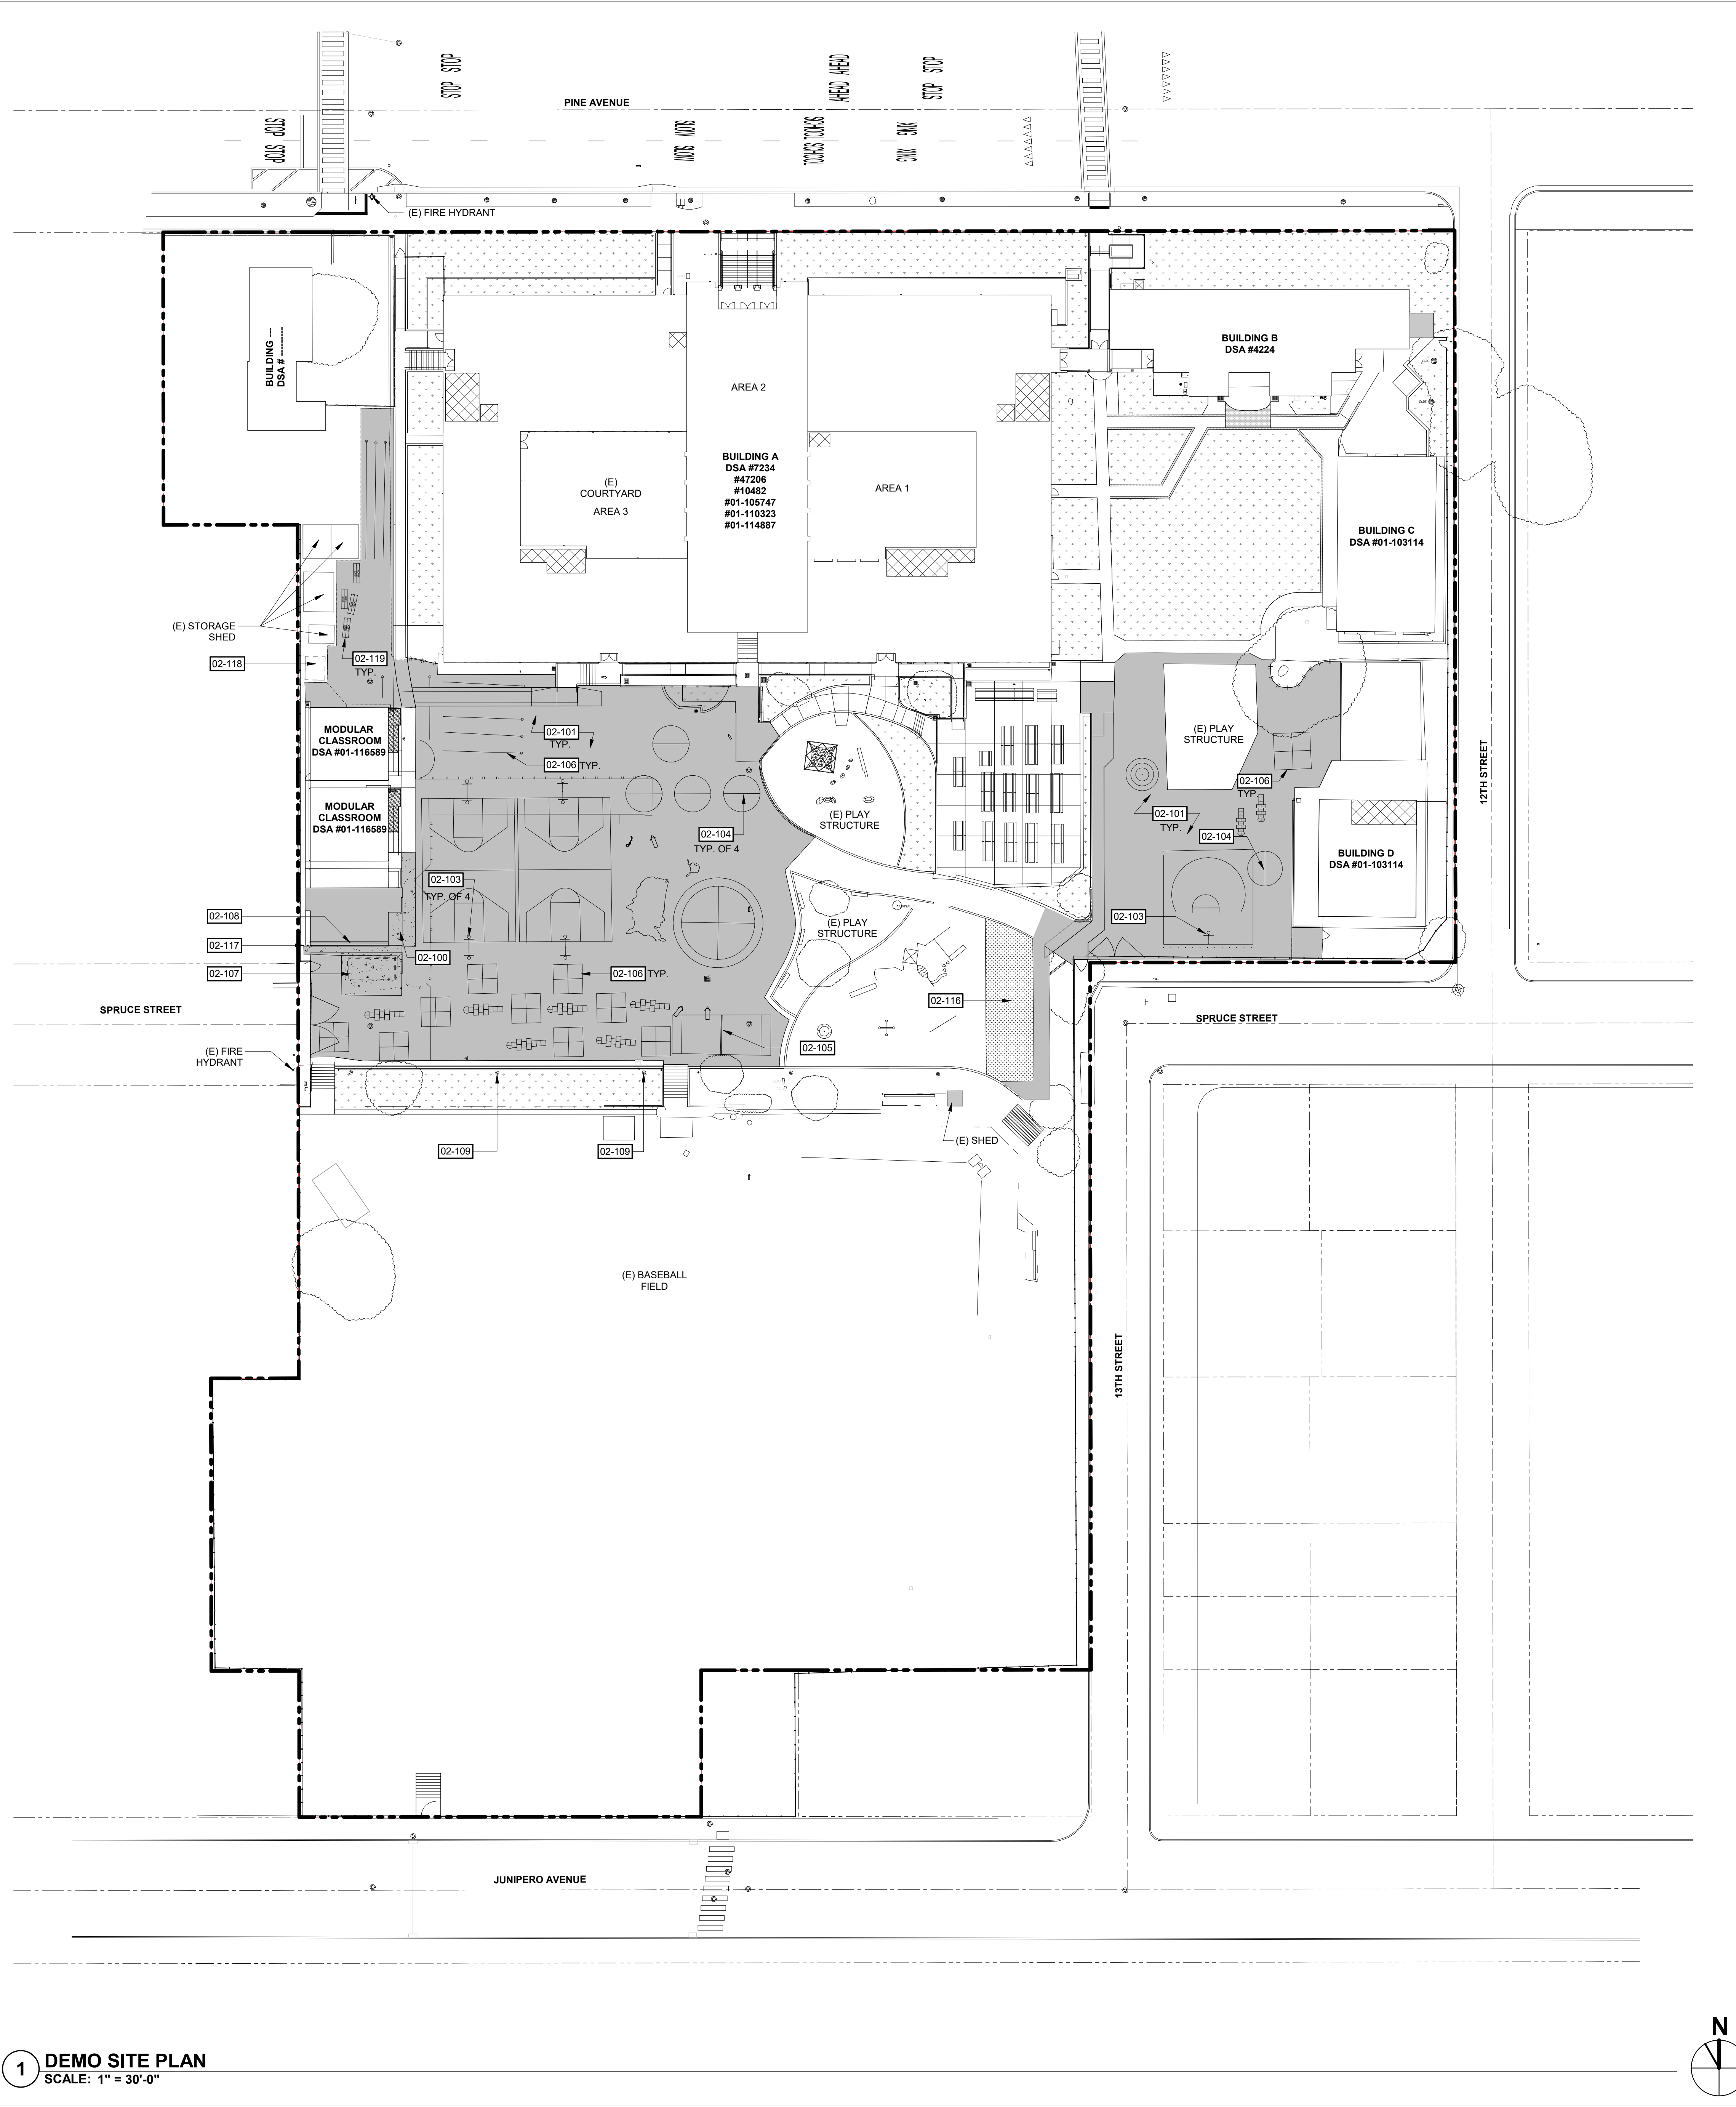 STOP STOP
AHEAD AHEAD
STOP STOP
PINE AVENUE
STOP STOP
SLOW SLOW
SCHOOL SCHOOL
XING XING
(E) FIRE HYDRANT
BUILDING ---
DSA # --------
BUILDING B
DSA #4224
AREA 2
BUILDING A
DSA #7234
#47206
#10482
#01-105747
#01-110323
#01-114887
(E)
COURTYARD
AREA 3
AREA 1
BUILDING C
DSA #01-103114
(E) STORAGE
SHED
02-118
02-119
TYP.
MODULAR
CLASSROOM
DSA #01-116589
02-101
TYP.
02-106 TYP.
(E) PLAY
STRUCTURE
02-106
TYP.
12TH STREET
MODULAR
CLASSROOM
DSA #01-116589
02-104
TYP. OF 4
(E) PLAY
STRUCTURE
02-101
TYP.
02-104
BUILDING D
DSA #01-103114
02-103
TYP. OF 4
02-108
02-117
02-107
02-100
(E) PLAY
STRUCTURE
02-103
02-106 TYP.
02-116
SPRUCE STREET
SPRUCE STREET
02-105
(E) FIRE
HYDRANT
02-109
02-109
(E) SHED
(E) BASEBALL
FIELD
13TH STREET
JUNIPERO AVENUE
1
DEMO SITE PLAN
SCALE: 1" = 30'-0"
N